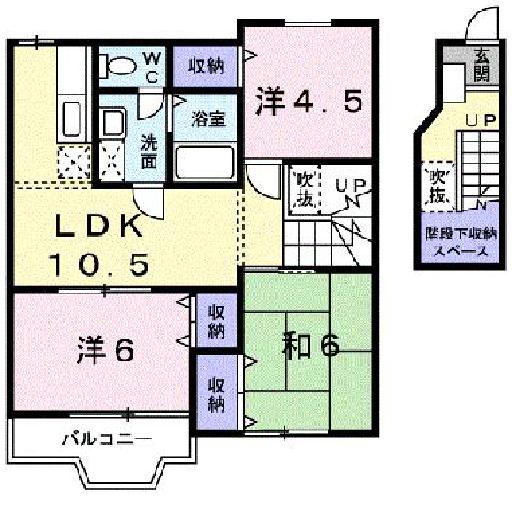 WC
収納
洋4.5
浴室
洗面
吹抜
UP
LDK
10.5
洋6
収納
収納
和6
バルコニー
玄関
UP
吹抜
階段下収納
スペース